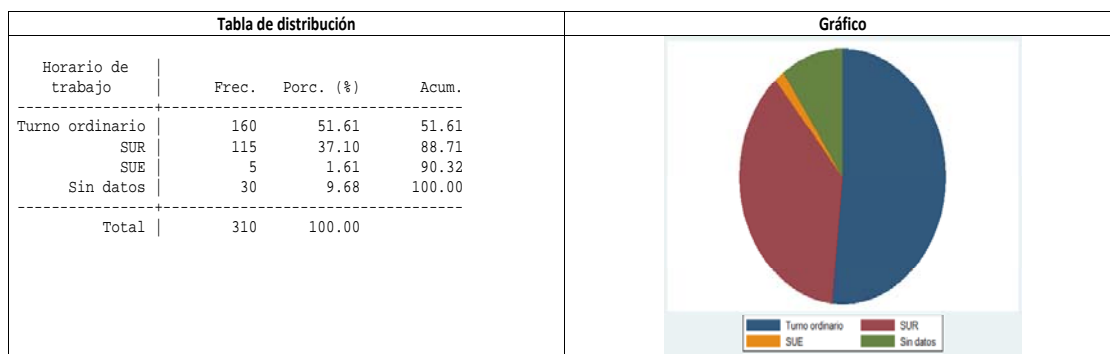 Tabla de distribución
Horario de |
trabajo | Frec. Porc. (%) Acum.
----------------+-----------------------------------
Turno ordinario | 160 51.61 51.61
SUR | 115 37.10 88.71
SUE | 5 1.61 90.32
Sin datos | 30 9.68 100.00
----------------+-----------------------------------
Total | 310 100.00
Gráfico
Turno ordinario SUR
SUE Sin datos